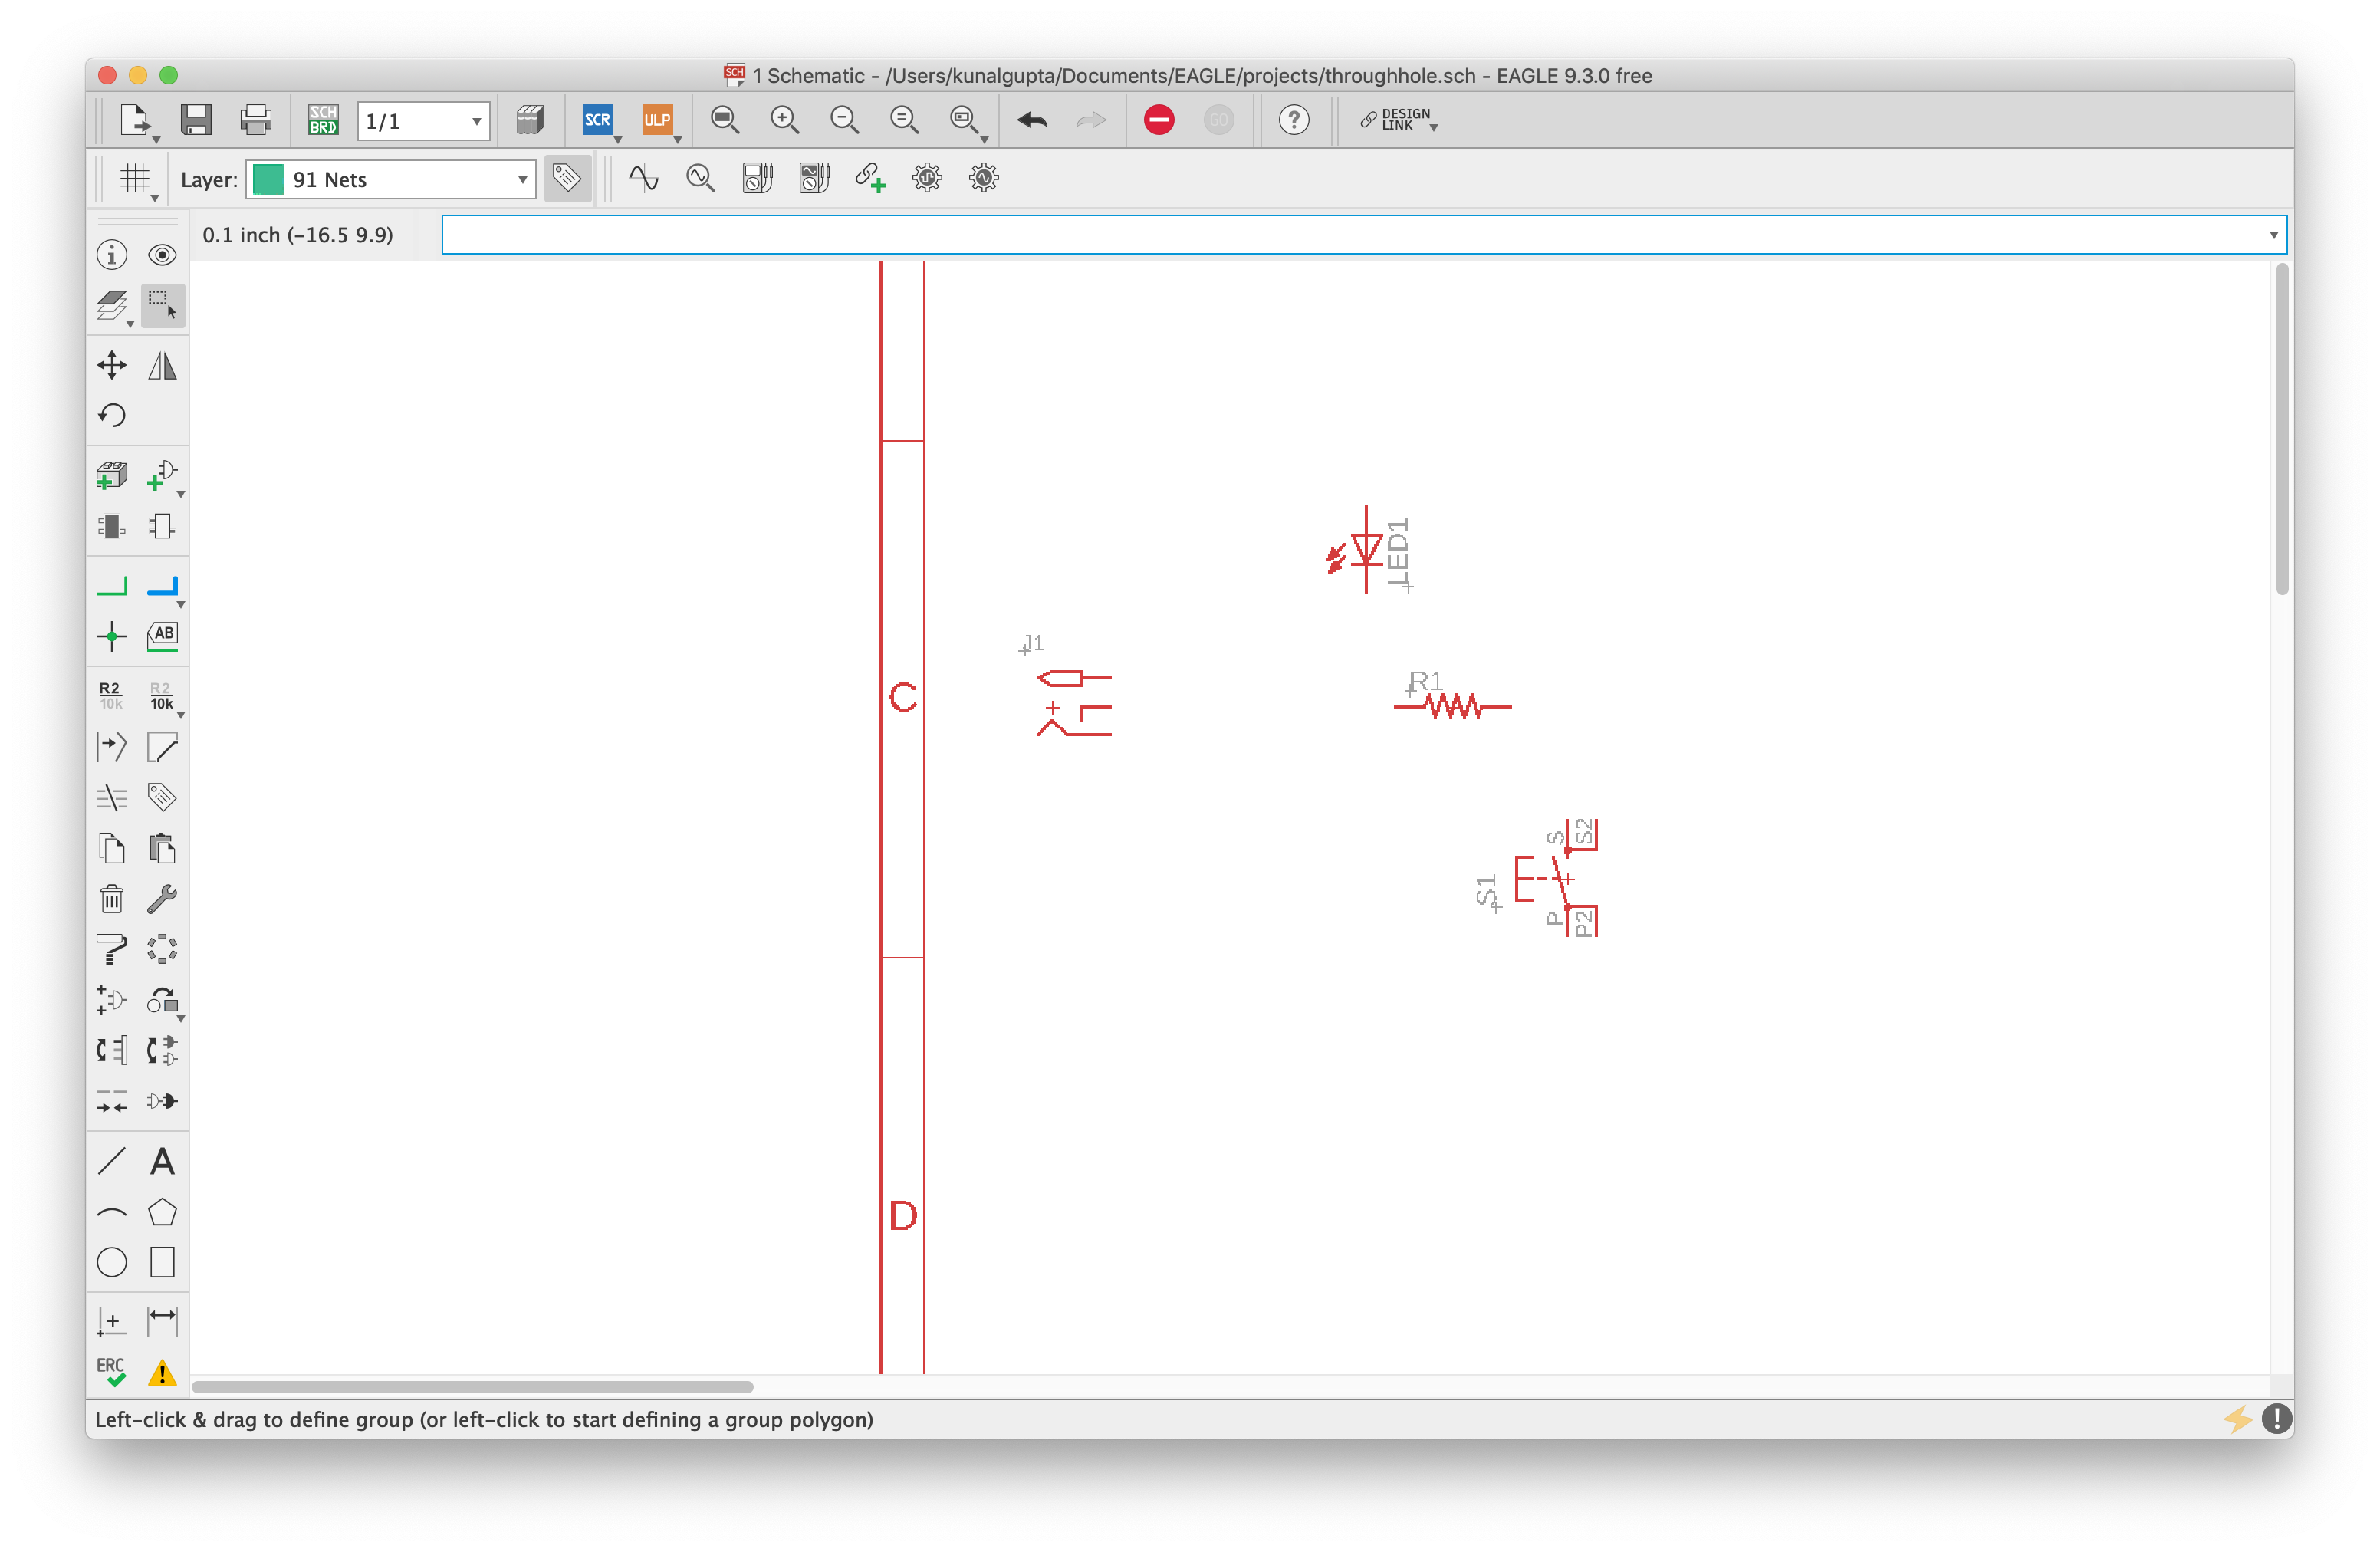 1 Schematic - /Users/kunalgupta/Documents/EAGLE/projects/throughhole.sch - EAGLE 9.3.0 free
SCH
SCH
BRD
1/1
SCR
ULP
GO
DESIGN
LINK
Layer:
91 Nets
0.1 inch (-16.5 9.9)
AB
R2
10k
R2
10k
A
ERC
LED1
J1
C
R1
S
S2
S1
P
P2
D
Left-click & drag to define group (or left-click to start defining a group polygon)